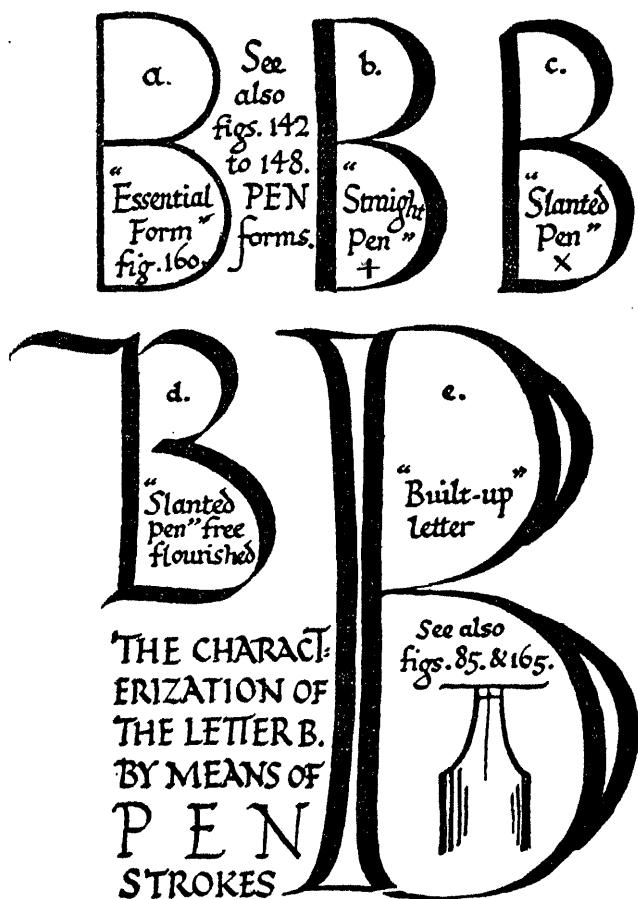 a.
"Essential
Form"
fig. 160.
See
also
figs. 142
to 148.
PEN
forms.
b.
"Straight
Pen"
+
c.
"Slanted
Pen"
×
d.
"Slanted
pen" free
flourished
e.
"Built-up"
letter
See also
figs. 85. & 165.
THE CHARACT-
ERIZATION OF
THE LETTER B.
BY MEANS OF
PEN
STROKES